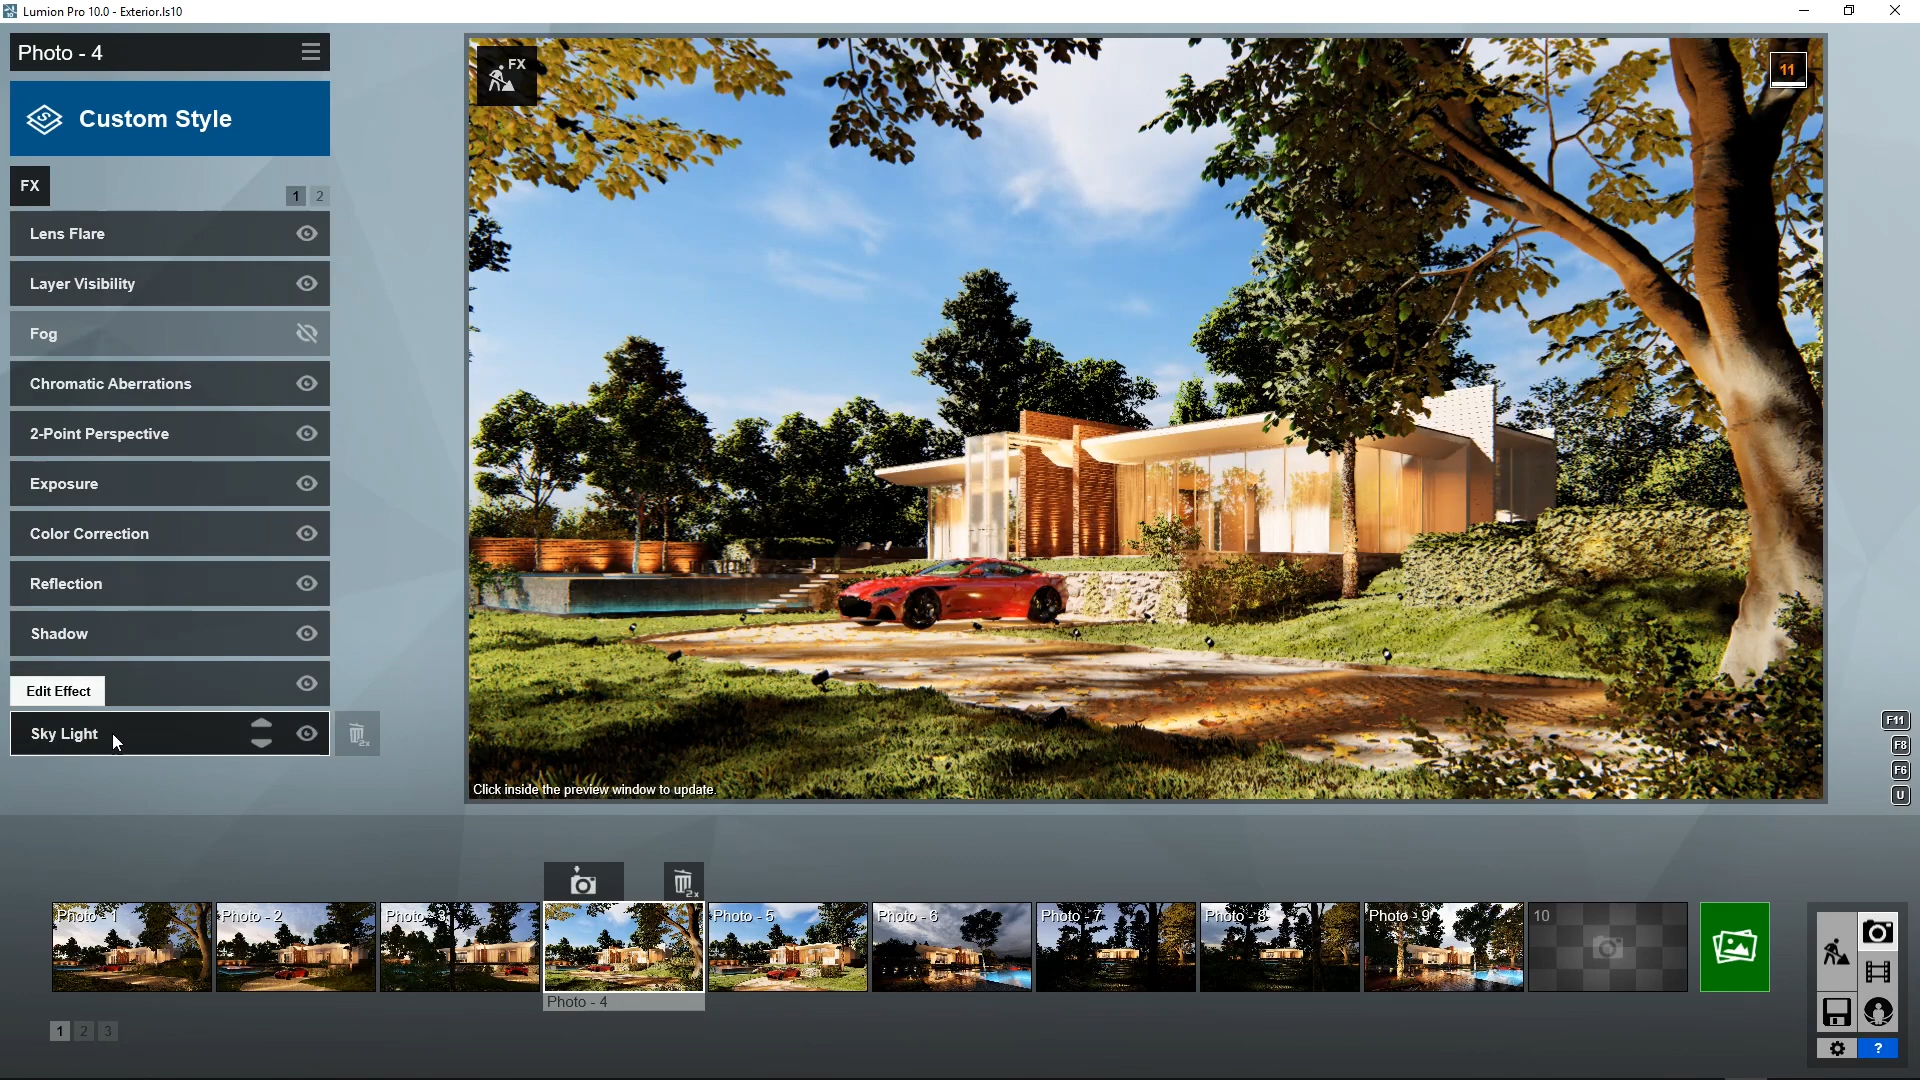 Lumion Pro 10.0 - Exterior.ls10
Photo - 4
Custom Style
FX
1 2
Lens Flare
Layer Visibility
Fog
Chromatic Aberrations
2-Point Perspective
Exposure
Color Correction
Reflection
Shadow
Edit Effect
Sky Light
2x
FX
11
Click inside the preview window to update.
F11
F8
F6
U
2x
Photo - 1
Photo - 2
Photo - 3
Photo - 5
Photo - 6
Photo - 7
Photo - 8
Photo - 9
10
Photo - 4
1 2 3
?